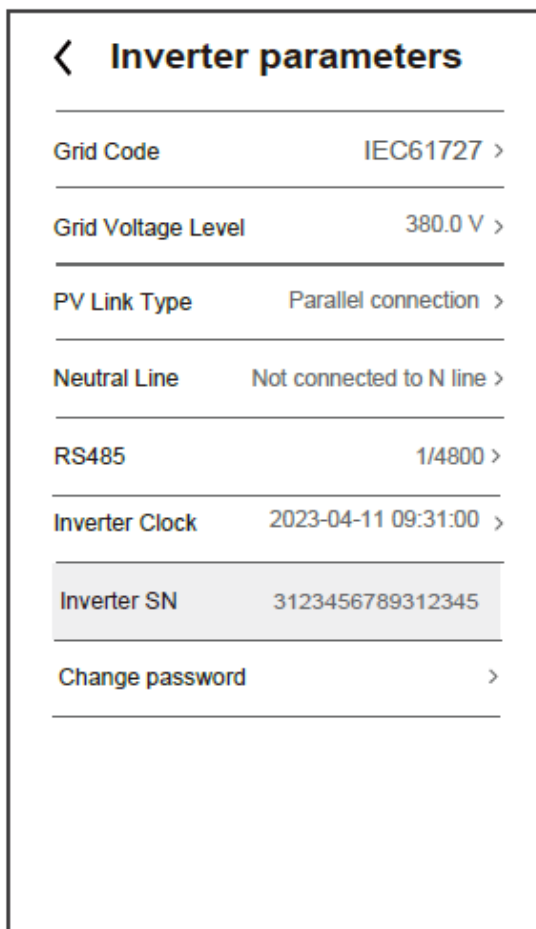 Inverter parameters
Grid Code IEC61727
Grid Voltage Level 380.0 V
PV Link Type Parallel connection
Neutral Line Not connected to N line
RS485 1/4800
Inverter Clock 2023-04-11 09:31:00
Inverter SN 3123456789312345
Change password